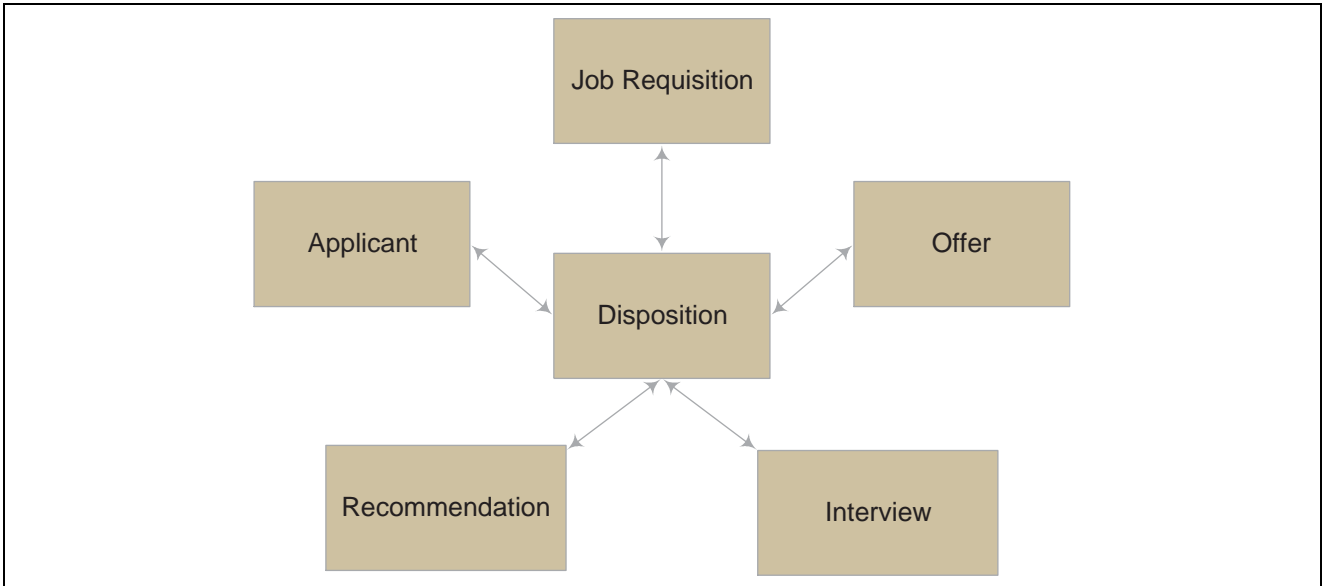 Job Requisition
Applicant
Offer
Disposition
Recommendation
Interview